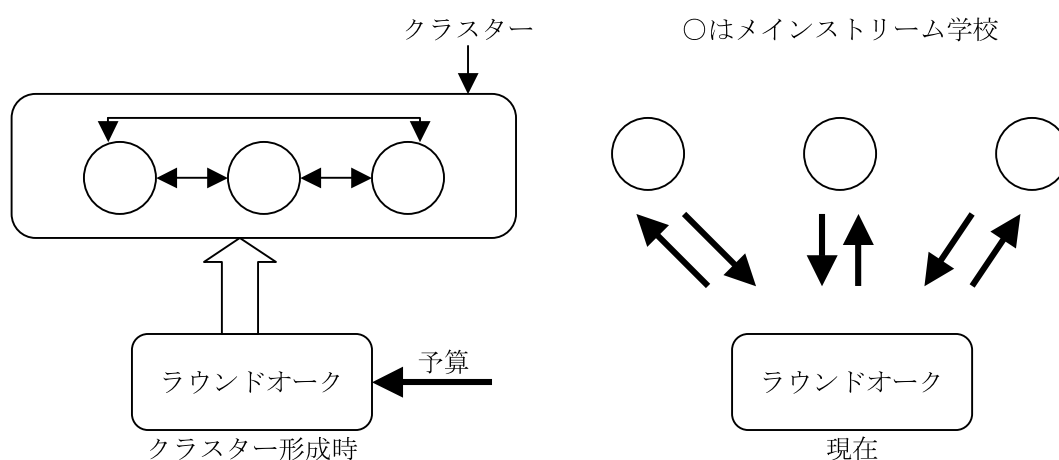 クラスター
〇はメインストリーム学校
予算
ラウンドオーク
ラウンドオーク
クラスター形成時
現在